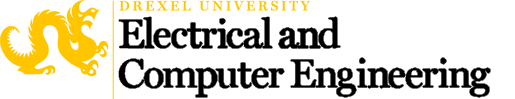 DREXEL UNIVERSITY
Electrical and
Computer Engineering